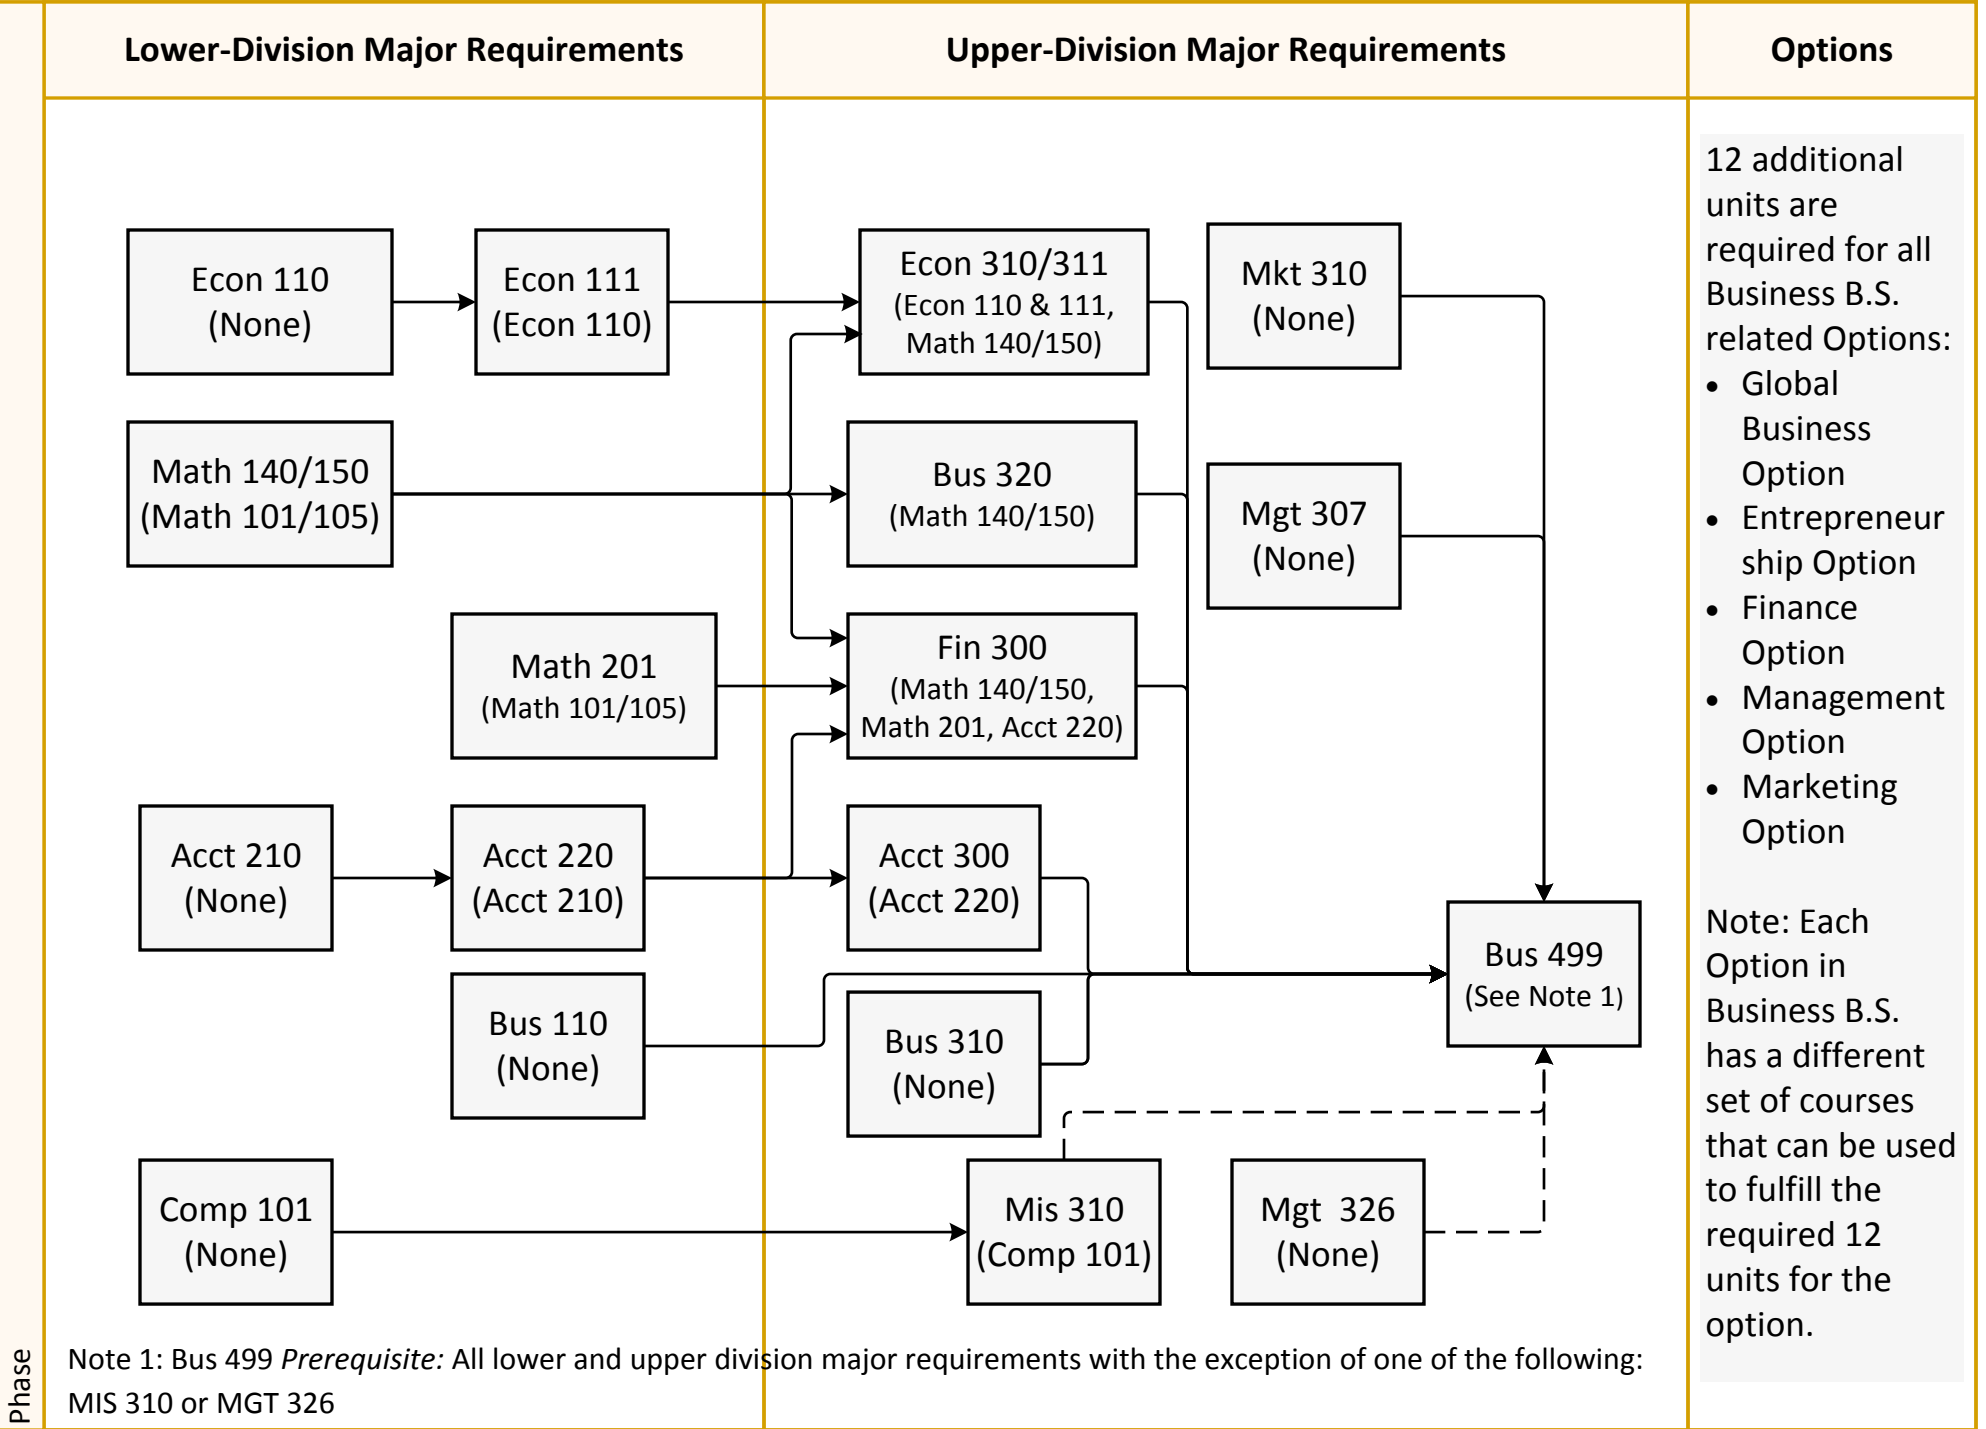 Lower-Division Major Requirements
Upper-Division Major Requirements
Options
Econ 110
(None)
Econ 111
(Econ 110)
Econ 310/311
(Econ 110 & 111,
Math 140/150)
Mkt 310
(None)
Math 140/150
(Math 101/105)
Bus 320
(Math 140/150)
Mgt 307
(None)
Math 201
(Math 101/105)
Fin 300
(Math 140/150,
Math 201, Acct 220)
Acct 210
(None)
Acct 220
(Acct 210)
Acct 300
(Acct 220)
Bus 499
(See Note 1)
Bus 110
(None)
Bus 310
(None)
Comp 101
(None)
Mis 310
(Comp 101)
Mgt  326
(None)
12 additional
units are
required for all
Business B.S.
related Options:
• Global
Business
Option
• Entrepreneur
ship Option
• Finance
Option
• Management
Option
• Marketing
Option
Note: Each
Option in
Business B.S.
has a different
set of courses
that can be used
to fulfill the
required 12
units for the
option.
Phase
Note 1: Bus 499 Prerequisite: All lower and upper division major requirements with the exception of one of the following:
MIS 310 or MGT 326